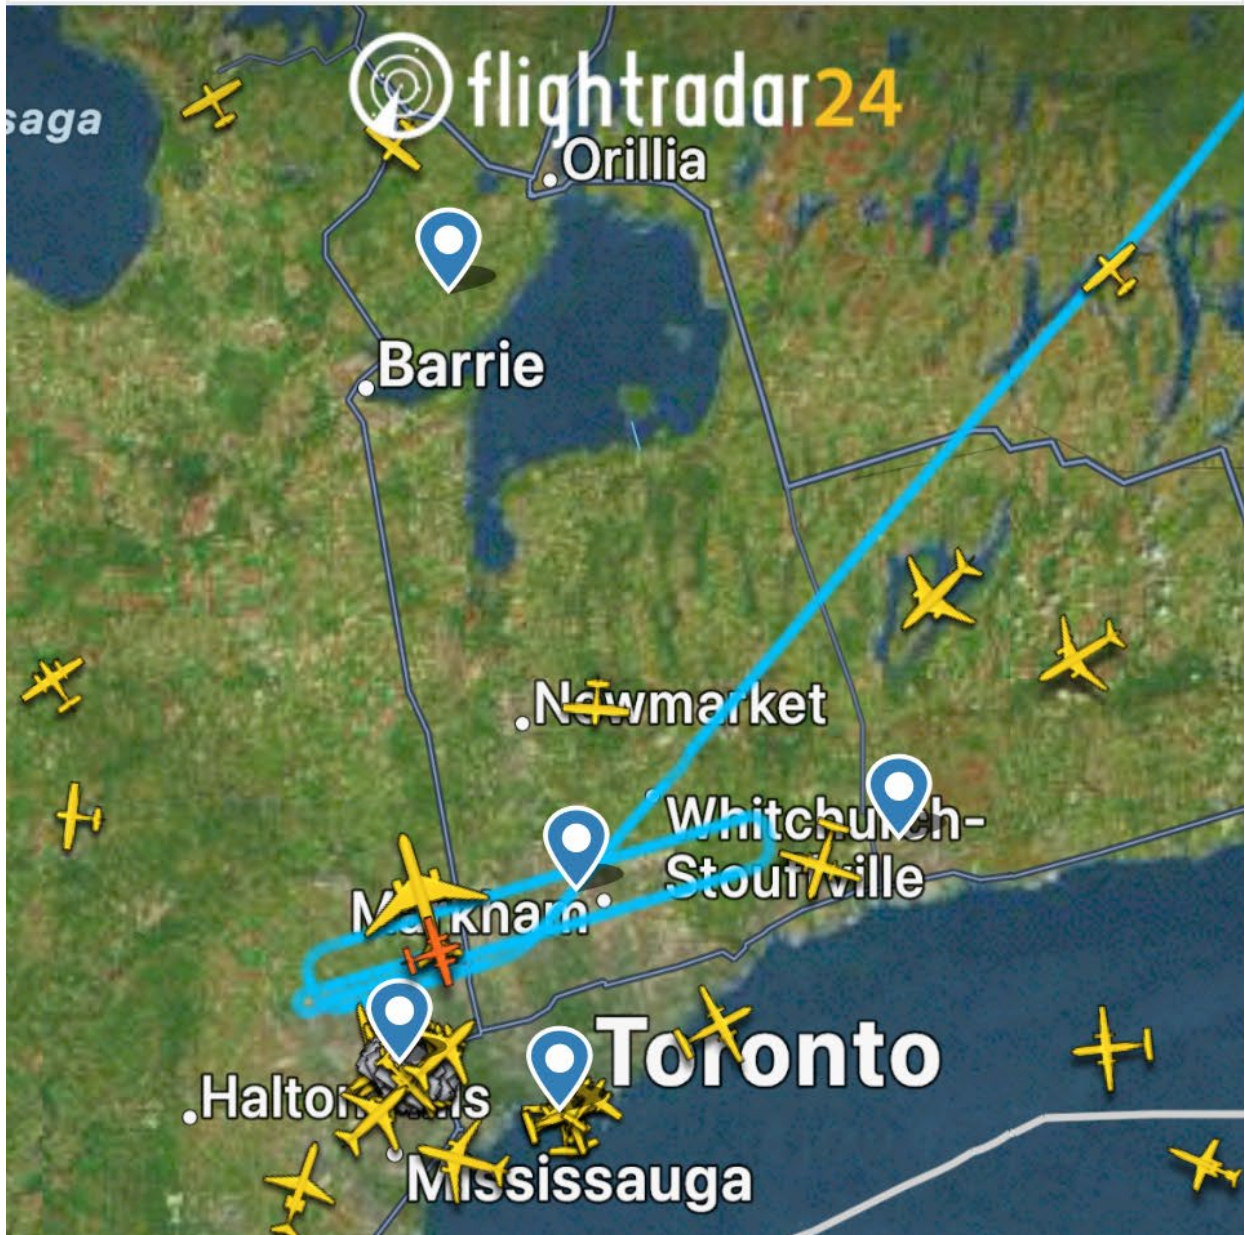 flightradar24
saga
Orillia
Barrie
Newmarket
Whitchurch-
Stouffville
Markham
Toronto
Halton Hills
Mississauga